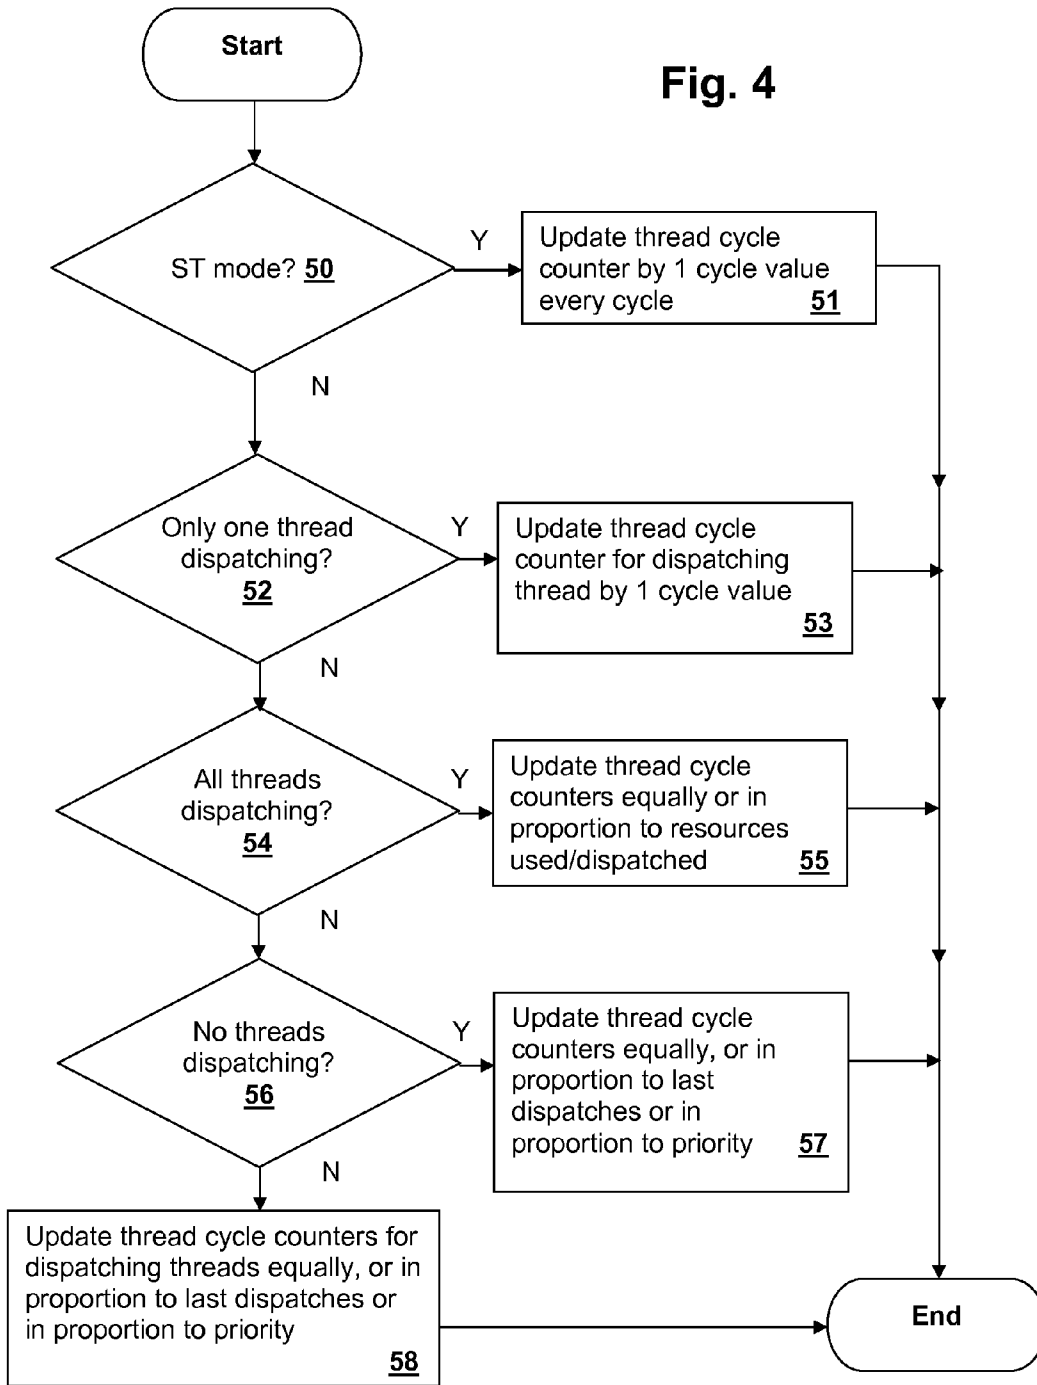 Start
Fig. 4
ST mode? 50
Y
Update thread cycle
counter by 1 cycle value
every cycle
51
N
Only one thread
dispatching?
52
Y
Update thread cycle
counter for dispatching
thread by 1 cycle value
53
N
All threads
dispatching?
54
Y
Update thread cycle
counters equally or in
proportion to resources
used/dispatched
55
N
No threads
dispatching?
56
Y
Update thread cycle
counters equally, or in
proportion to last
dispatches or in
proportion to priority
57
N
Update thread cycle counters for
dispatching threads equally, or in
proportion to last dispatches or
in proportion to priority
58
End